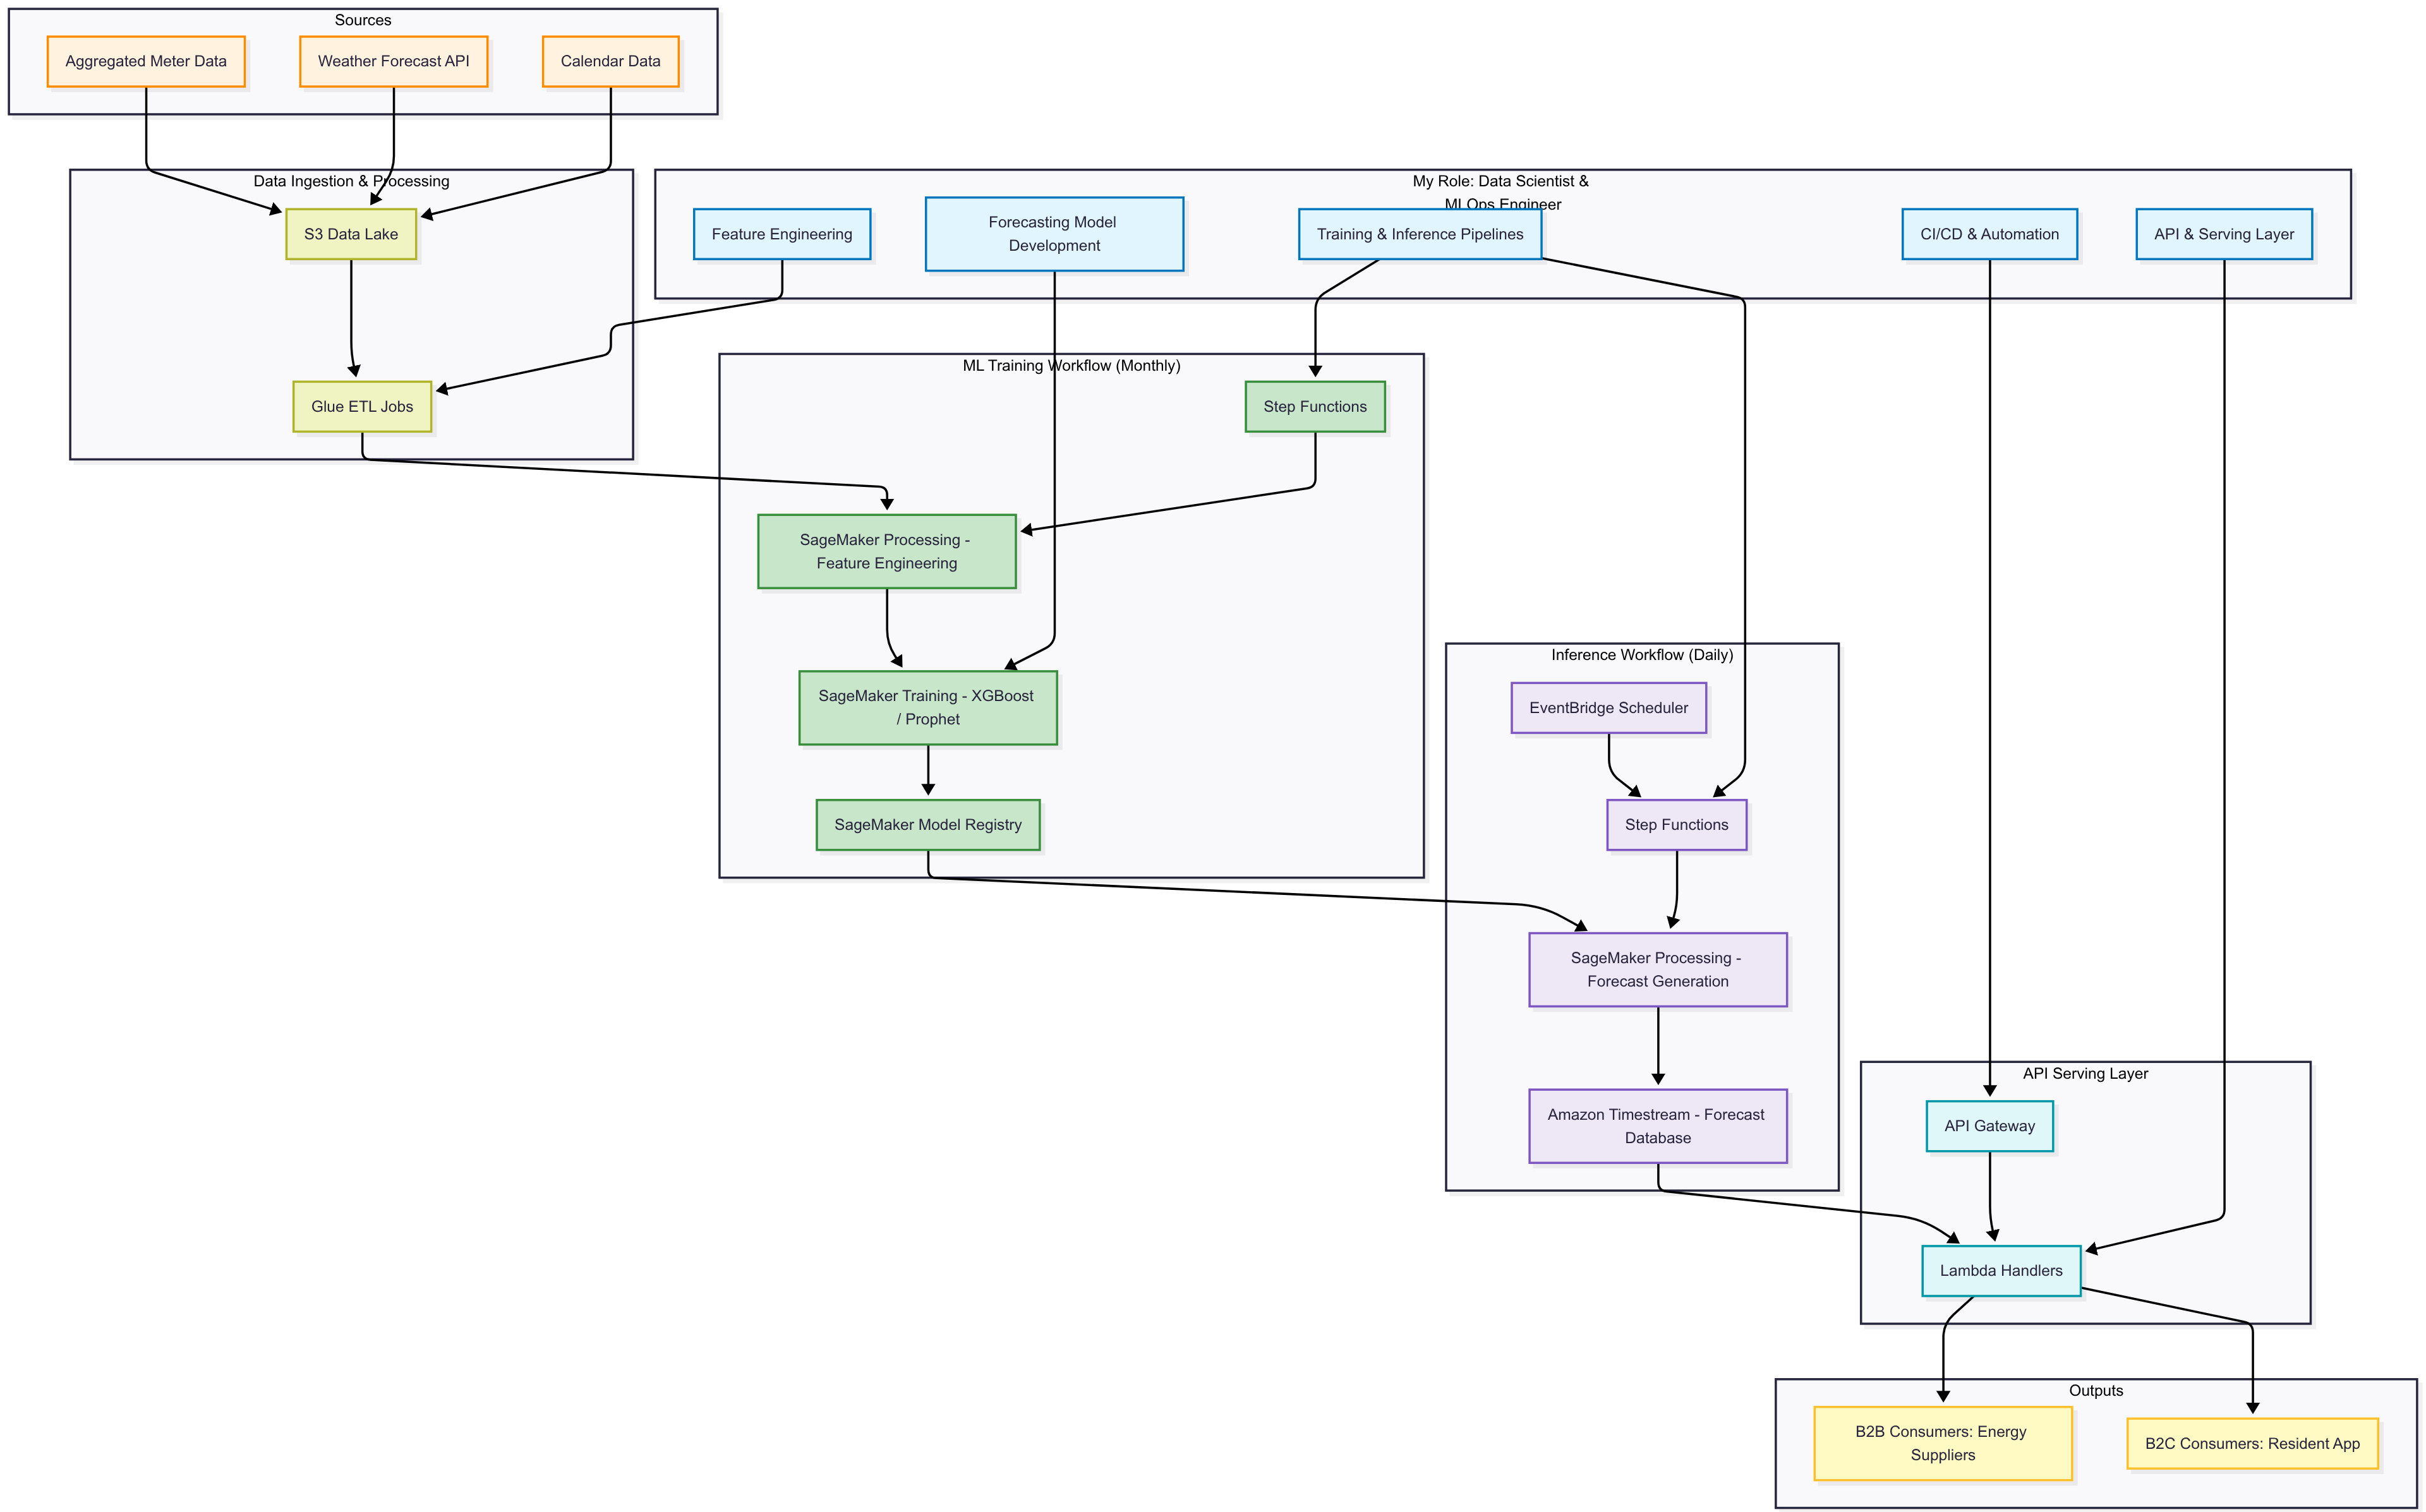 Sources
Aggregated Meter Data
Weather Forecast API
Calendar Data
Data Ingestion & Processing
S3 Data Lake
Glue ETL Jobs
My Role: Data Scientist &
MLOps Engineer
Feature Engineering
Forecasting Model
Development
Training & Inference Pipelines
CI/CD & Automation
API & Serving Layer
ML Training Workflow (Monthly)
Step Functions
SageMaker Processing -
Feature Engineering
SageMaker Training - XGBoost
/ Prophet
SageMaker Model Registry
Inference Workflow (Daily)
EventBridge Scheduler
Step Functions
SageMaker Processing -
Forecast Generation
Amazon Timestream - Forecast
Database
API Serving Layer
API Gateway
Lambda Handlers
Outputs
B2B Consumers: Energy
Suppliers
B2C Consumers: Resident App